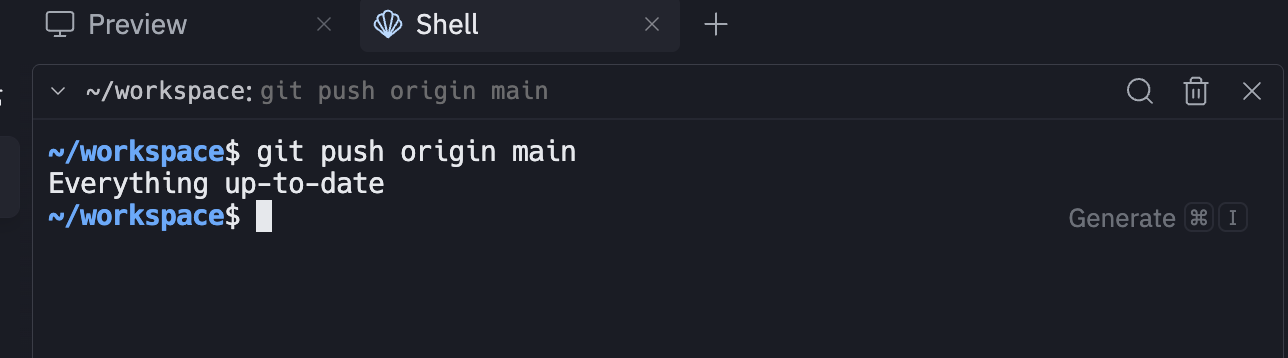 Preview
Shell
~/workspace: git push origin main
~/workspace$ git push origin main
Everything up-to-date
~/workspace$
Generate ⌘ I